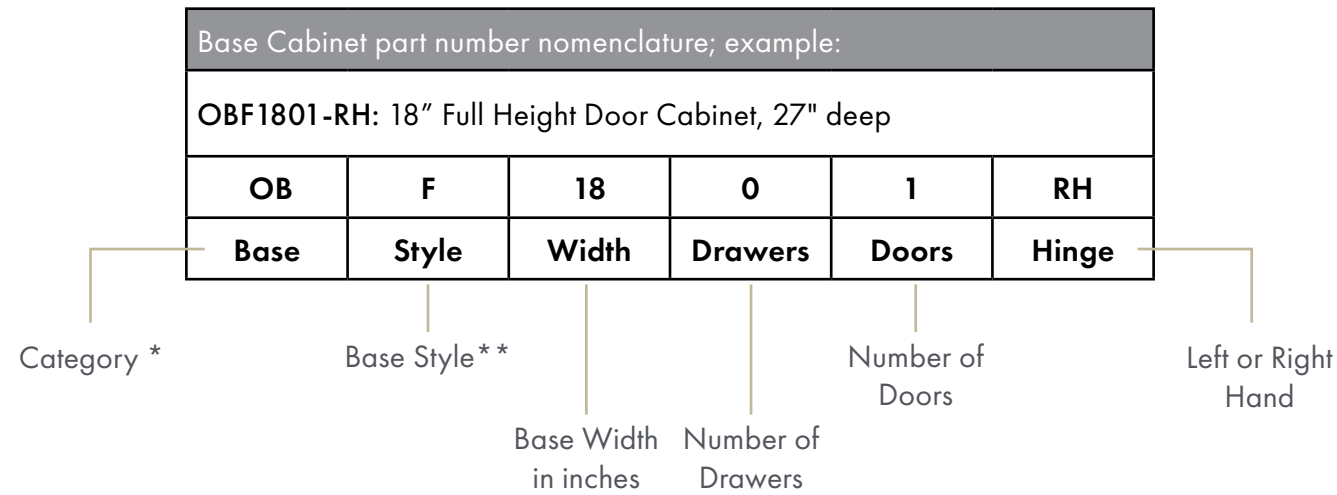 Base Cabinet part number nomenclature; example:
OBF1801-RH: 18” Full Height Door Cabinet, 27" deep
OB F 18 0 1 RH
Base Style Width Drawers Doors Hinge
Category * Base Style** Number of Left or Right
Doors Hand
Base Width Number of
in inches Drawers